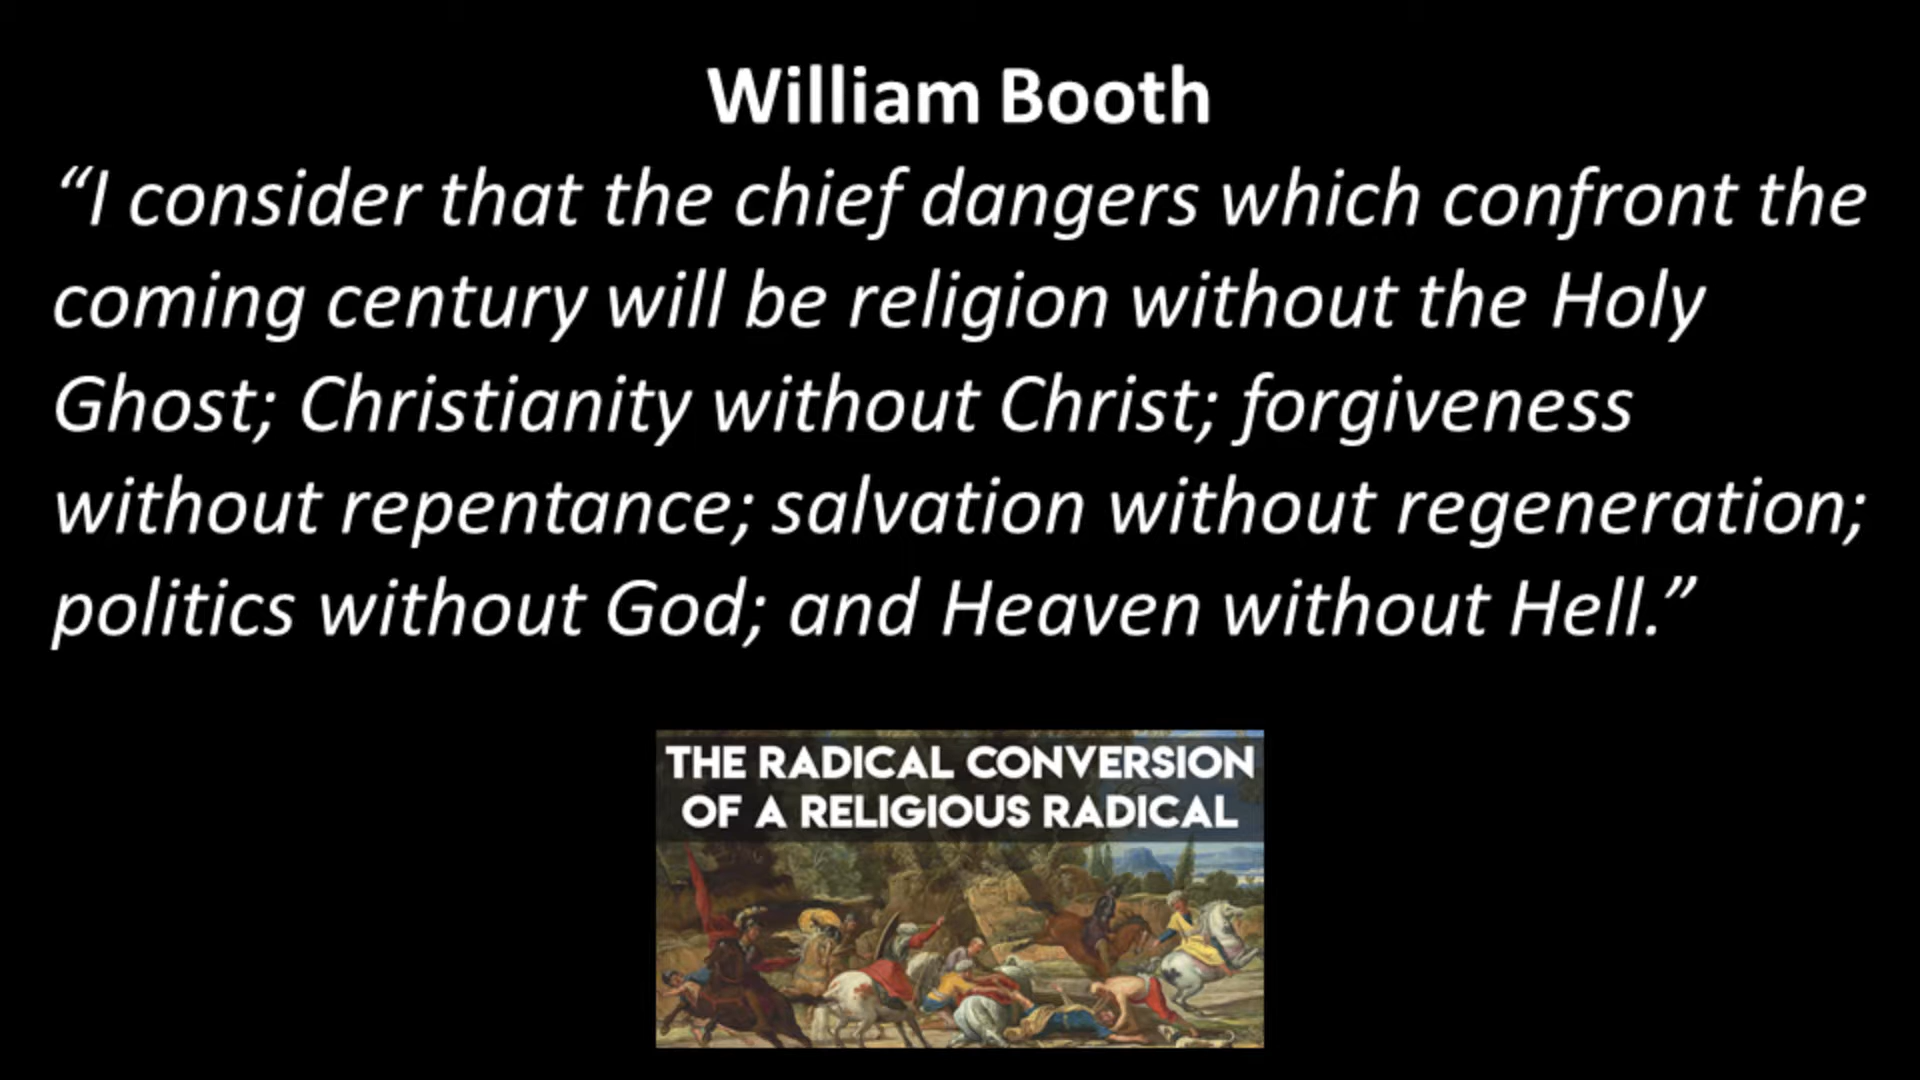 William Booth
“I consider that the chief dangers which confront the
coming century will be religion without the Holy
Ghost; Christianity without Christ; forgiveness
without repentance; salvation without regeneration;
politics without God; and Heaven without Hell.”
THE RADICAL CONVERSION
OF A RELIGIOUS RADICAL